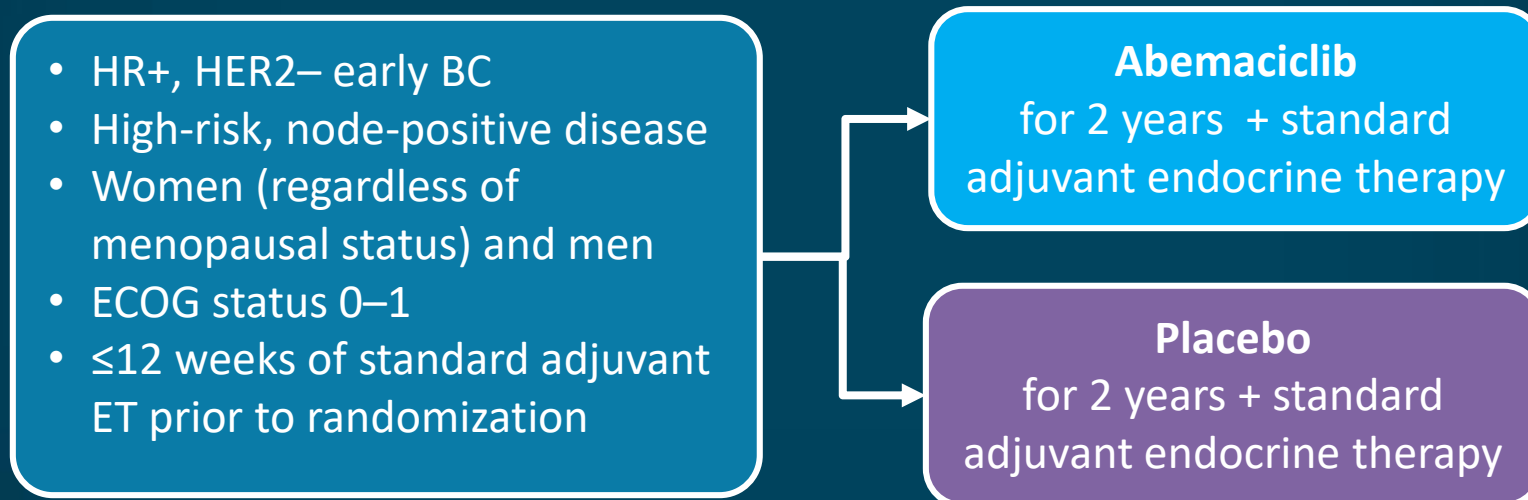 • HR+, HER2– early BC
• High-risk, node-positive disease
• Women (regardless of
menopausal status) and men
• ECOG status 0–1
• ≤12 weeks of standard adjuvant
ET prior to randomization
Abemaciclib
for 2 years + standard
adjuvant endocrine therapy
Placebo
for 2 years + standard
adjuvant endocrine therapy